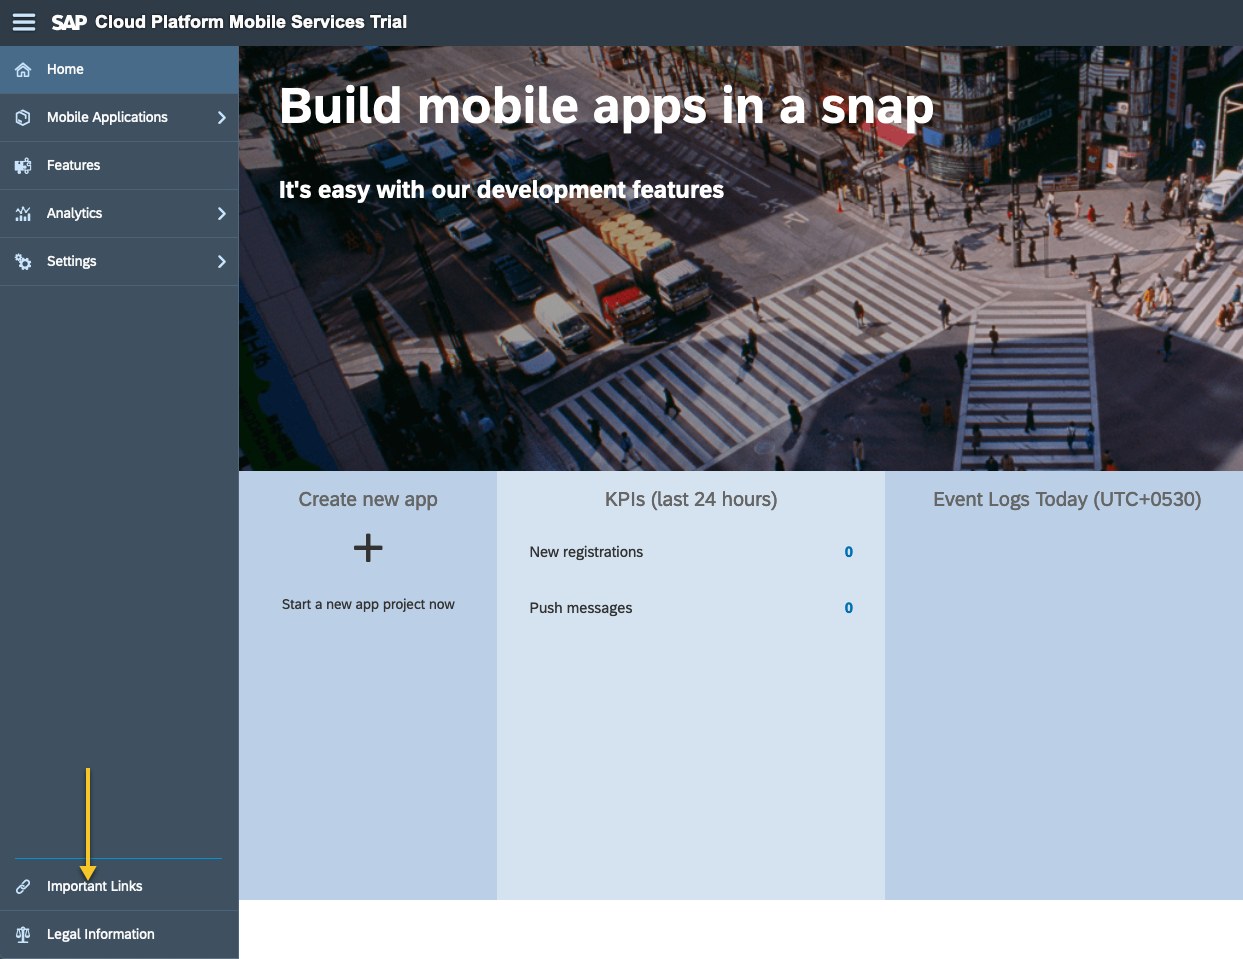 SAP Cloud Platform Mobile Services Trial
Home
Mobile Applications
Features
Analytics
Settings
Important Links
Legal Information
Build mobile apps in a snap
It's easy with our development features
Create new app
Start a new app project now
KPIs (last 24 hours)
New registrations 0
Push messages 0
Event Logs Today (UTC+0530)